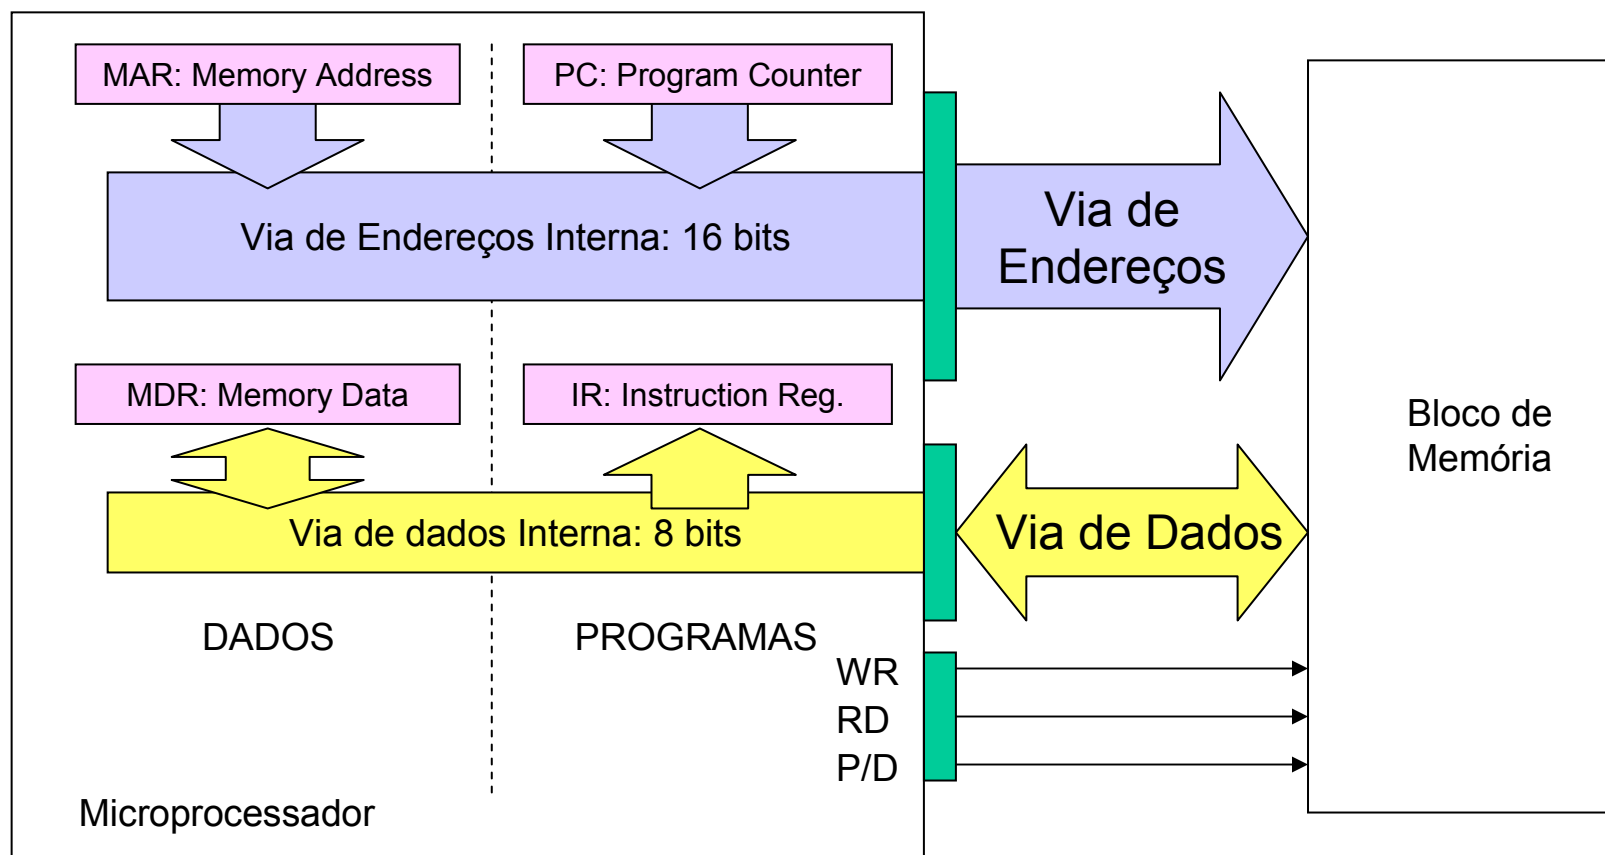 MAR: Memory Address
PC: Program Counter
Via de Endereços Interna: 16 bits
Via de
Endereços
MDR: Memory Data
IR: Instruction Reg.
Bloco de
Memória
Via de dados Interna: 8 bits
Via de Dados
DADOS
PROGRAMAS
WR
RD
P/D
Microprocessador